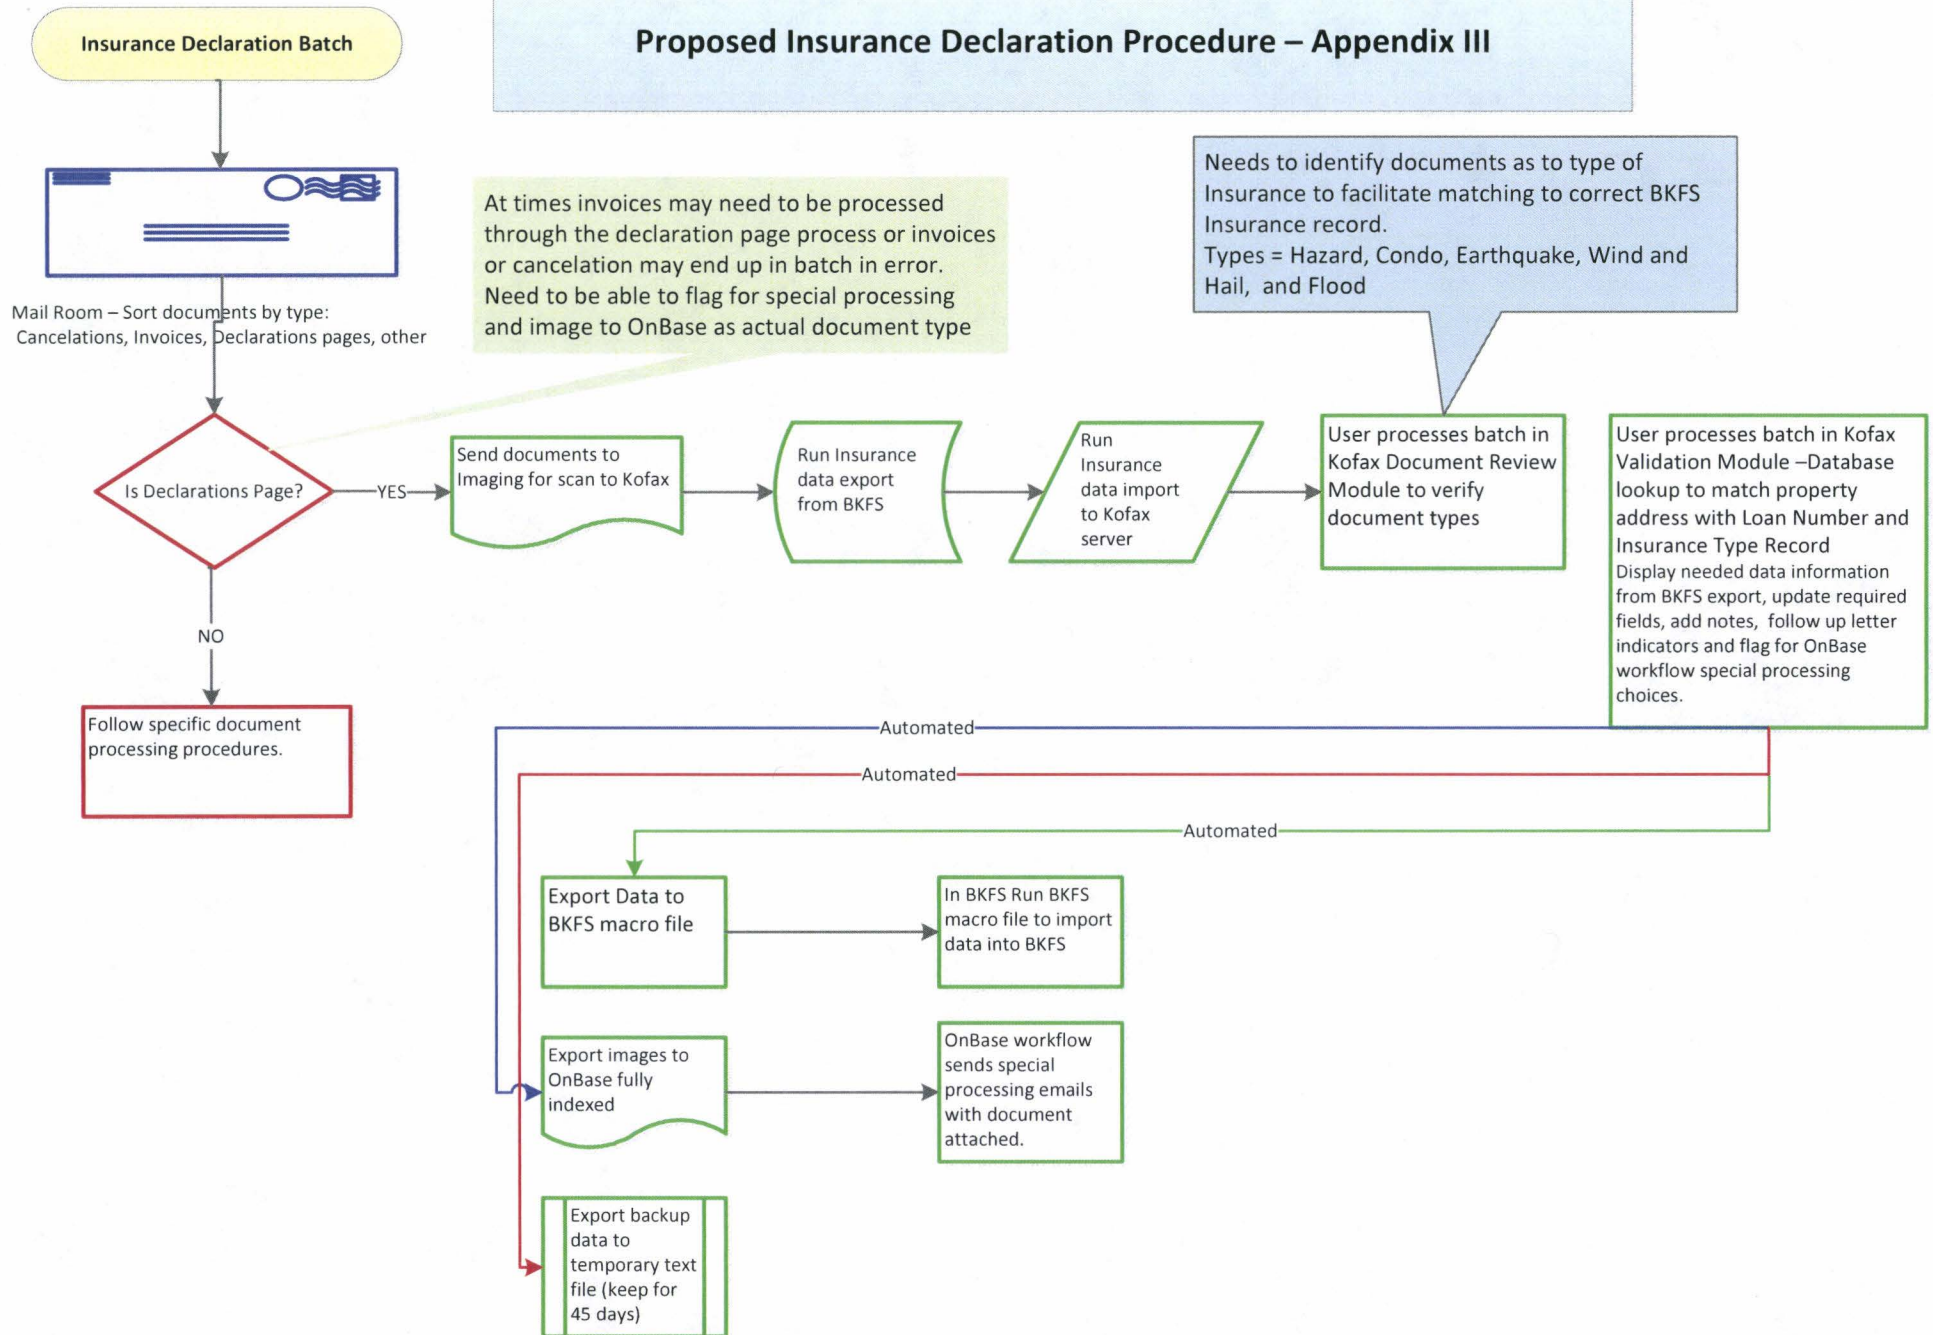 Insurance Declaration Batch
Proposed Insurance Declaration Procedure – Appendix III
Needs to identify documents as to type of
Insurance to facilitate matching to correct BKFS
Insurance record.
Types = Hazard, Condo, Earthquake, Wind and
Hail,  and Flood
At times invoices may need to be processed
through the declaration page process or invoices
or cancelation may end up in batch in error.
Need to be able to flag for special processing
and image to OnBase as actual document type
Mail Room – Sort documents by type:
Cancelations, Invoices, Declarations pages, other
Is Declarations Page?
YES
Send documents to
Imaging for scan to Kofax
Run Insurance
data export
from BKFS
Run
Insurance
data import
to Kofax
server
User processes batch in
Kofax Document Review
Module to verify
document types
User processes batch in Kofax
Validation Module –Database
lookup to match property
address with Loan Number and
Insurance Type Record
Display needed data information
from BKFS export, update required
fields, add notes,  follow up letter
indicators and flag for OnBase
workflow special processing
choices.
NO
Follow specific document
processing procedures.
Automated
Automated
Automated
Export Data to
BKFS macro file
In BKFS Run BKFS
macro file to import
data into BKFS
Export images to
OnBase fully
indexed
OnBase workflow
sends special
processing emails
with document
attached.
Export backup
data to
temporary text
file (keep for
45 days)